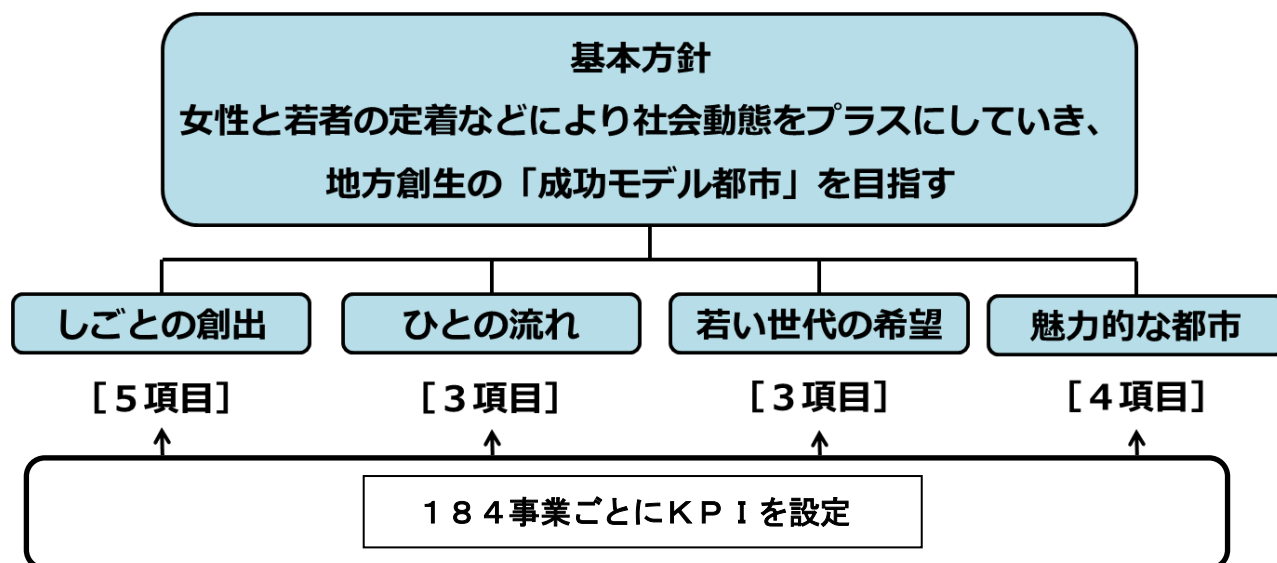 基本方針
女性と若者の定着などにより社会動態をプラスにしていき、
地方創生の「成功モデル都市」を目指す
しごとの創出
ひとの流れ
若い世代の希望
魅力的な都市
［５項目］
［３項目］
［３項目］
［４項目］
１８４事業ごとにＫＰＩを設定